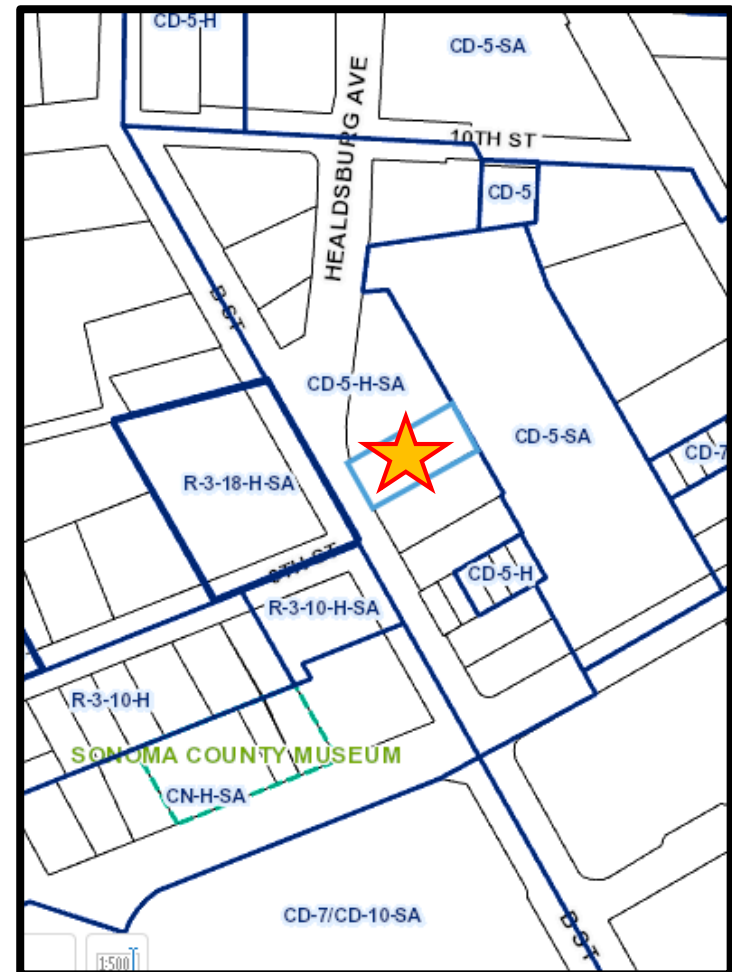 CD-5-H
CD-5-SA
HEALDSBURG AVE
10TH ST
CD-5
B ST
CD-5-H-SA
CD-5-SA
CD-7
R-3-18-H-SA
9TH ST
CD-5-H
R-3-10-H-SA
R-3-10-H
SONOMA COUNTY MUSEUM
CN-H-SA
CD-7/CD-10-SA
B ST
1:500